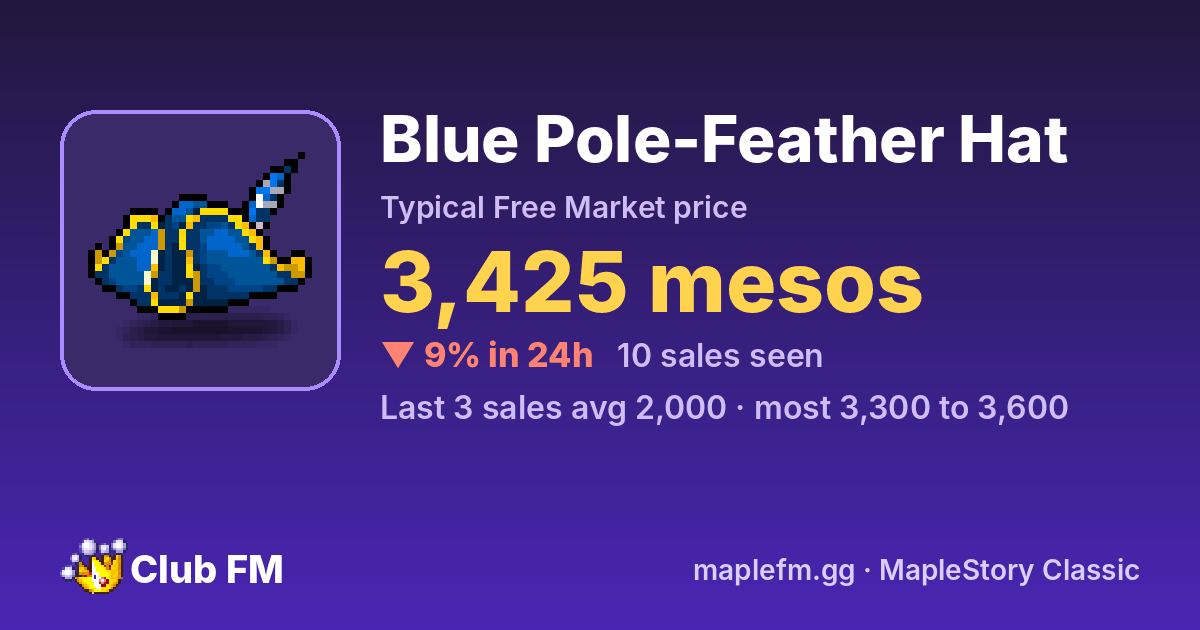 Blue Pole-Feather Hat
Typical Free Market price
3,425 mesos
▼ 9% in 24h 10 sales seen
Last 3 sales avg 2,000 · most 3,300 to 3,600
Club FM
maplefm.gg · MapleStory Classic